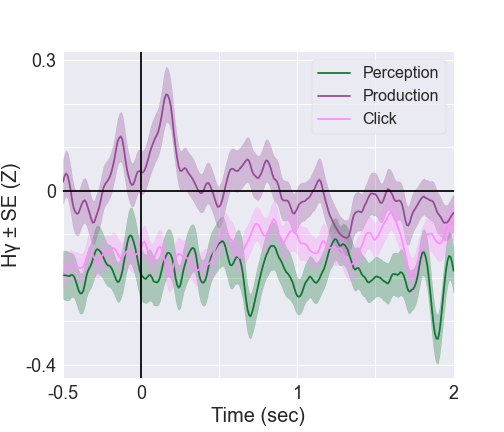 Hγ ± SE (Z)
0.3
0
-0.4
Perception
Production
Click
-0.5
0
1
2
Time (sec)